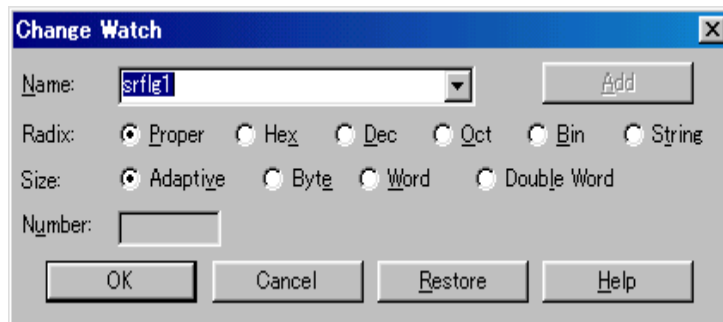 Change Watch
Name: srflg1 Add
Radix: Proper Hex Dec Oct Bin String
Size: Adaptive Byte Word Double Word
Number:
OK Cancel Restore Help